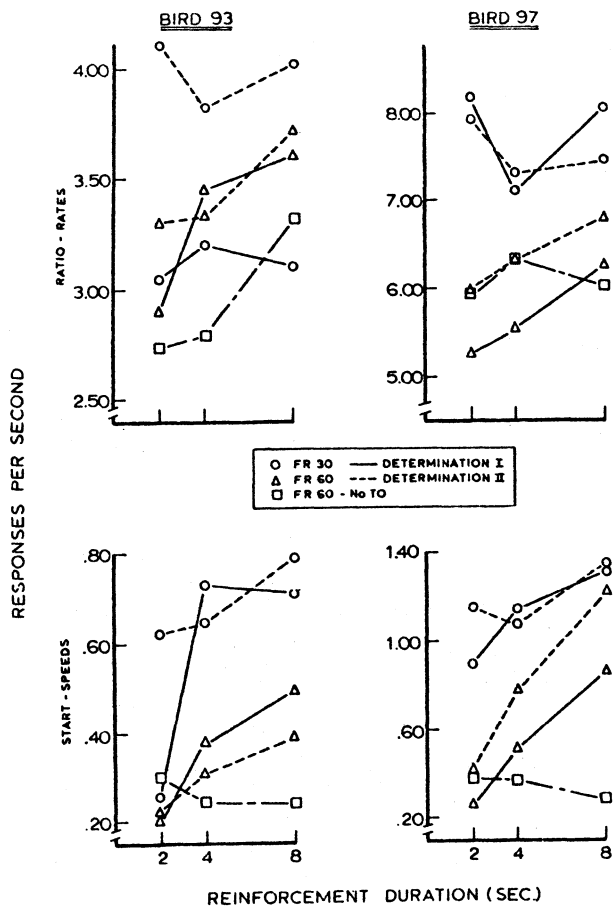 BIRD 93
BIRD 97
4.00
3.50
3.00
2.50
RATIO - RATES
8.00
7.00
6.00
5.00
RESPONSES PER SECOND
FR 30 DETERMINATION I
FR 60 DETERMINATION II
FR 60 - NO TO
.80
.60
.40
.20
START - SPEEDS
1.40
1.00
.60
.20
2 4 8
2 4 8
REINFORCEMENT DURATION (SEC.)